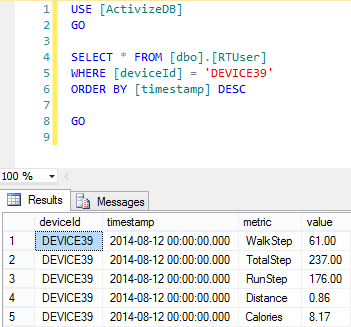 1 USE [ActivizeDB]
2 GO
3
4 SELECT * FROM [dbo].[RTUser]
5 WHERE [deviceId] = 'DEVICE39'
6 ORDER BY [timestamp] DESC
7
8 GO
9
100 %
Results Messages
deviceId timestamp metric value
1 DEVICE39 2014-08-12 00:00:00.000 WalkStep 61.00
2 DEVICE39 2014-08-12 00:00:00.000 TotalStep 237.00
3 DEVICE39 2014-08-12 00:00:00.000 RunStep 176.00
4 DEVICE39 2014-08-12 00:00:00.000 Distance 0.86
5 DEVICE39 2014-08-12 00:00:00.000 Calories 8.17